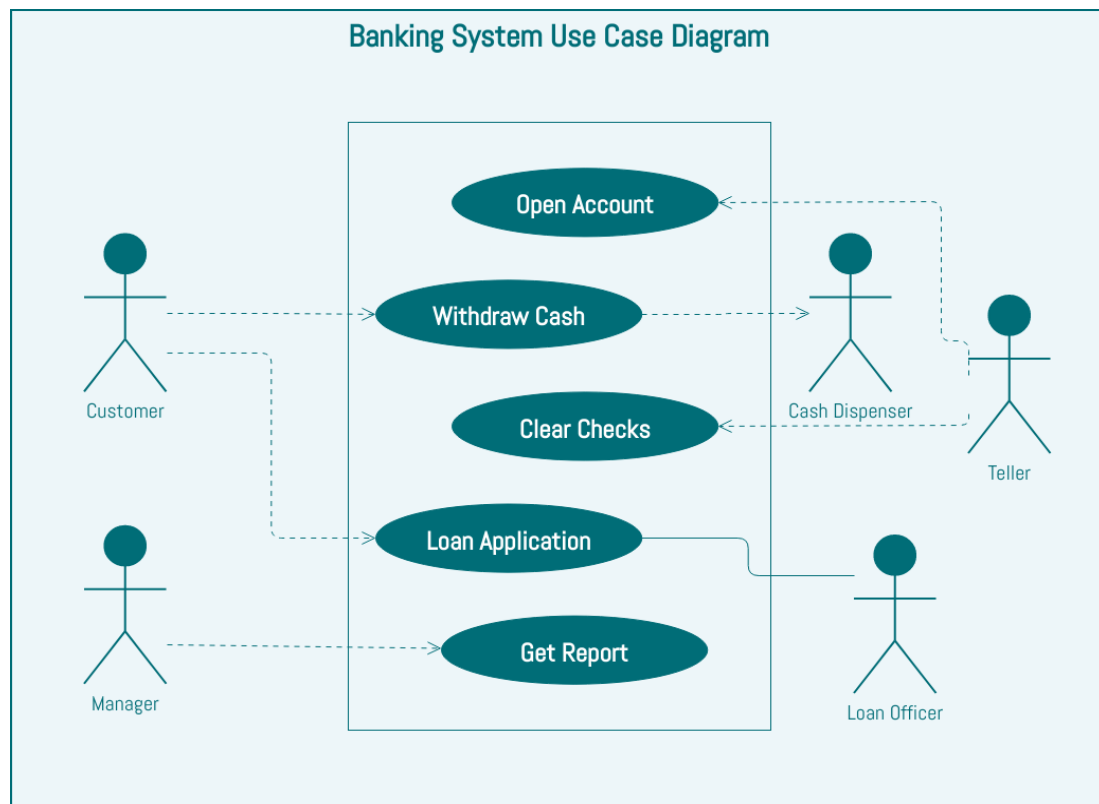 Banking System Use Case Diagram
Open Account
Withdraw Cash
Customer
Cash Dispenser
Clear Checks
Teller
Loan Application
Get Report
Manager
Loan Officer